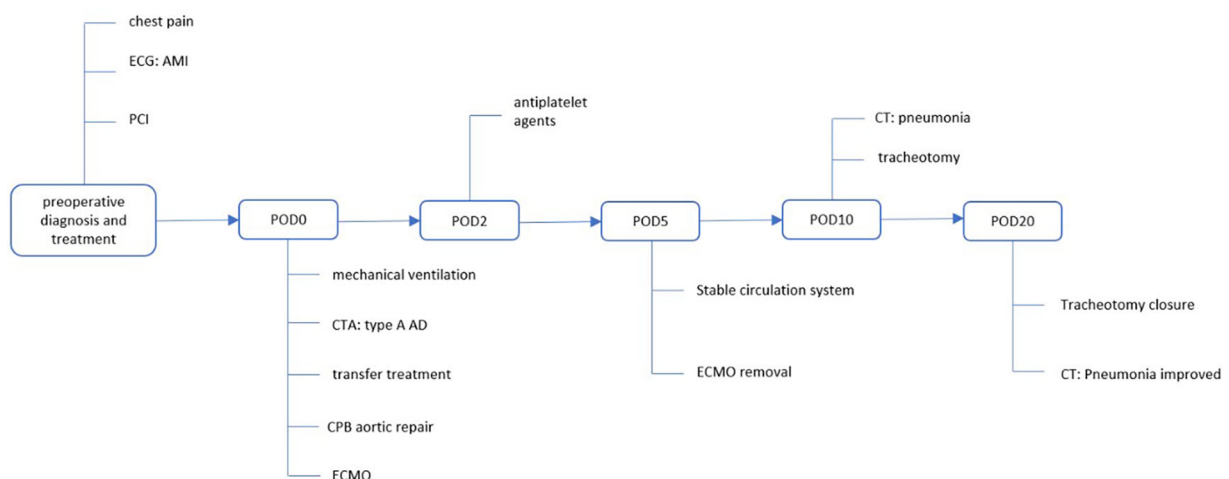 chest pain
ECG: AMI
PCI
preoperative
diagnosis and
treatment
POD0
mechanical ventilation
CTA: type A AD
transfer treatment
CPB aortic repair
ECMO
POD2
antiplatelet
agents
POD5
Stable circulation system
ECMO removal
POD10
CT: pneumonia
tracheotomy
POD20
Tracheotomy closure
CT: Pneumonia improved